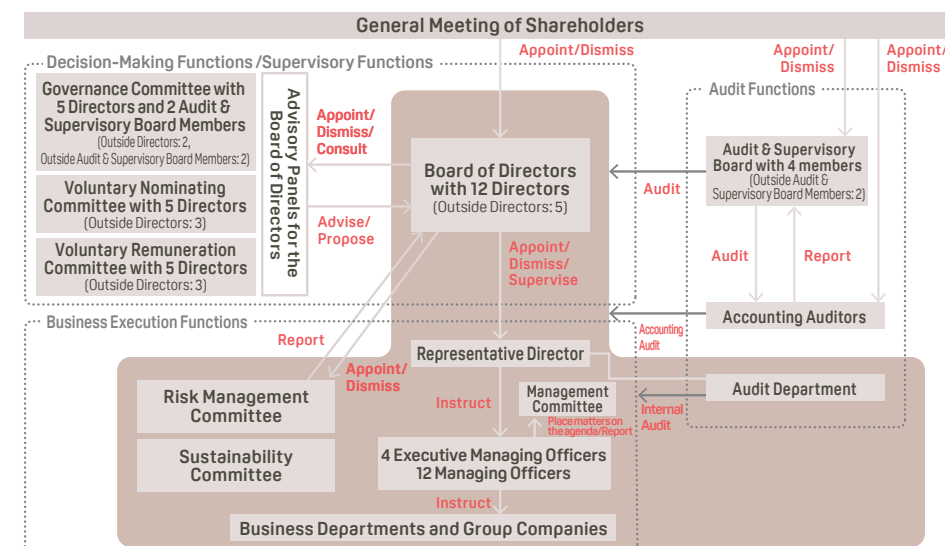 General Meeting of Shareholders
Appoint/Dismiss
Appoint/
Dismiss
Appoint/
Dismiss
Decision-Making Functions /Supervisory Functions
Governance Committee with
5 Directors and 2 Audit &
Supervisory Board Members
(Outside Directors: 2,
Outside Audit & Supervisory Board Members: 2)
Voluntary Nominating
Committee with 5 Directors
(Outside Directors: 3)
Voluntary Remuneration
Committee with 5 Directors
(Outside Directors: 3)
Advisory Panels for the
Board of Directors
Appoint/
Dismiss/
Consult
Advise/
Propose
Board of Directors
with 12 Directors
(Outside Directors: 5)
Appoint/
Dismiss/
Supervise
Audit
Audit Functions
Audit & Supervisory
Board with 4 members
(Outside Audit &
Supervisory Board Members: 2)
Audit
Report
Accounting Auditors
Accounting
Audit
Audit Department
Internal
Audit
Business Execution Functions
Report
Appoint/
Dismiss
Risk Management
Committee
Sustainability
Committee
Representative Director
Instruct
Management
Committee
Place matters on
the agenda/Report
4 Executive Managing Officers
12 Managing Officers
Instruct
Business Departments and Group Companies